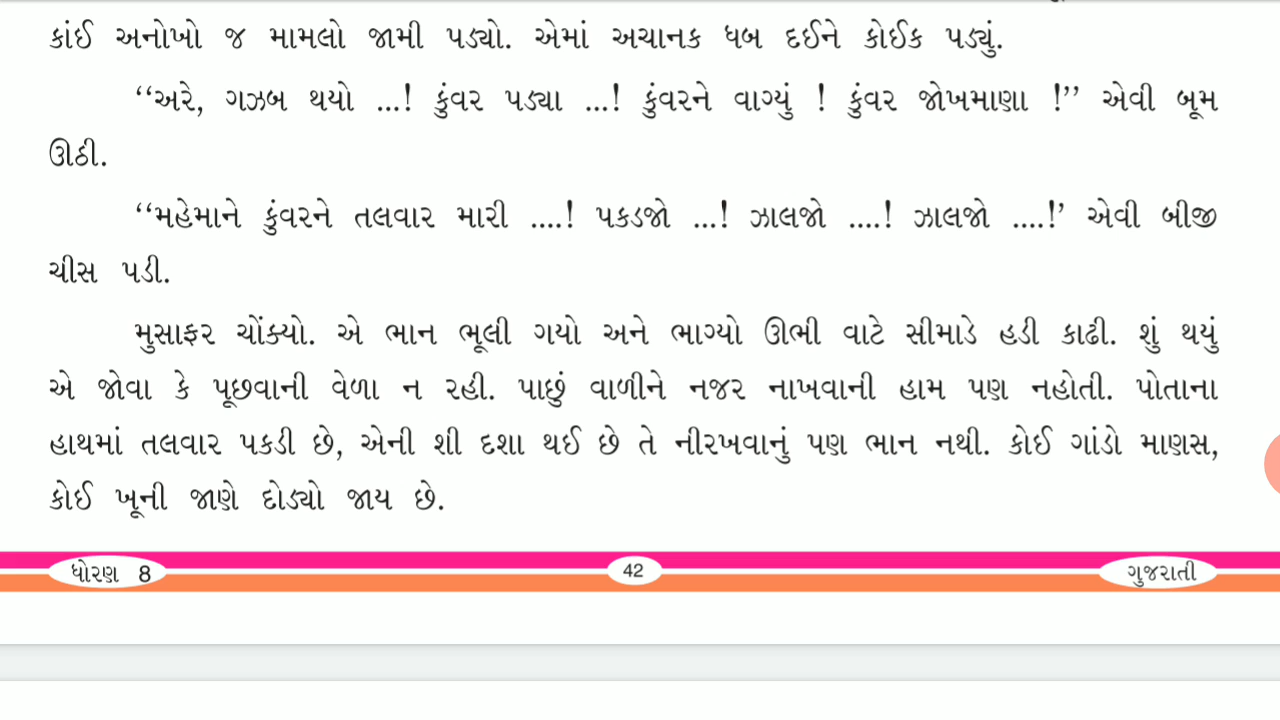 કાંઈ અનોખો જ મામલો જામી પડ્યો. એમાં અચાનક ધબ દઈને કોઈક પડ્યું.
‘‘અરે, ગઝબ થયો ...! કુંવર પડ્યા ...! કુંવરને વાગ્યું ! કુંવર જોખમાણા !’’ એવી બૂમ
ઊઠી.
‘‘મહેમાને કુંવરને તલવાર મારી ....! પકડજો ...! ઝાલજો ....! ઝાલજો ....!’ એવી બીજી
ચીસ પડી.
મુસાફર ચોંક્યો. એ ભાન ભૂલી ગયો અને ભાગ્યો ઊભી વાટે સીમાડે હડી કાઢી. શું થયું
એ જોવા કે પૂછવાની વેળા ન રહી. પાછું વાળીને નજર નાખવાની હામ પણ નહોતી. પોતાના
હાથમાં તલવાર પકડી છે, એની શી દશા થઈ છે તે નીરખવાનું પણ ભાન નથી. કોઈ ગાંડો માણસ,
કોઈ ખૂની જાણે દોડ્યો જાય છે.
ધોરણ 8 42 ગુજરાતી